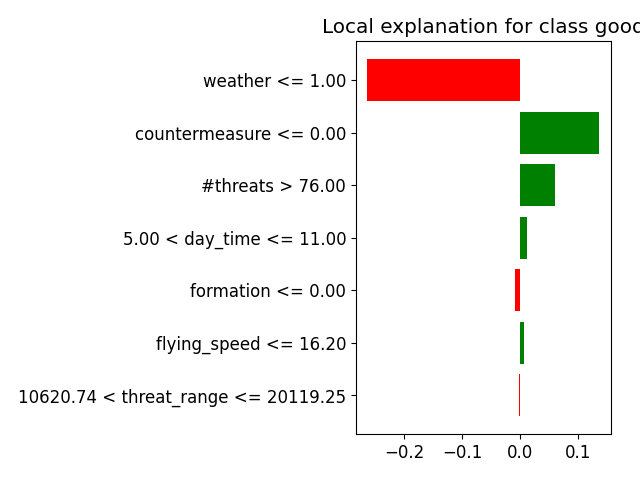 Local explanation for class good
weather <= 1.00
countermeasure <= 0.00
#threats > 76.00
5.00 < day_time <= 11.00
formation <= 0.00
flying_speed <= 16.20
10620.74 < threat_range <= 20119.25
−0.2 −0.1 0.0 0.1